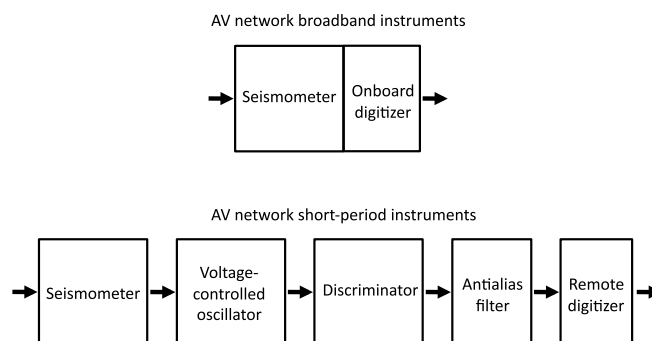 AV network broadband instruments
Seismometer
Onboard
digitizer
AV network short-period instruments
Seismometer
Voltage-
controlled
oscillator
Discriminator
Antialias
filter
Remote
digitizer